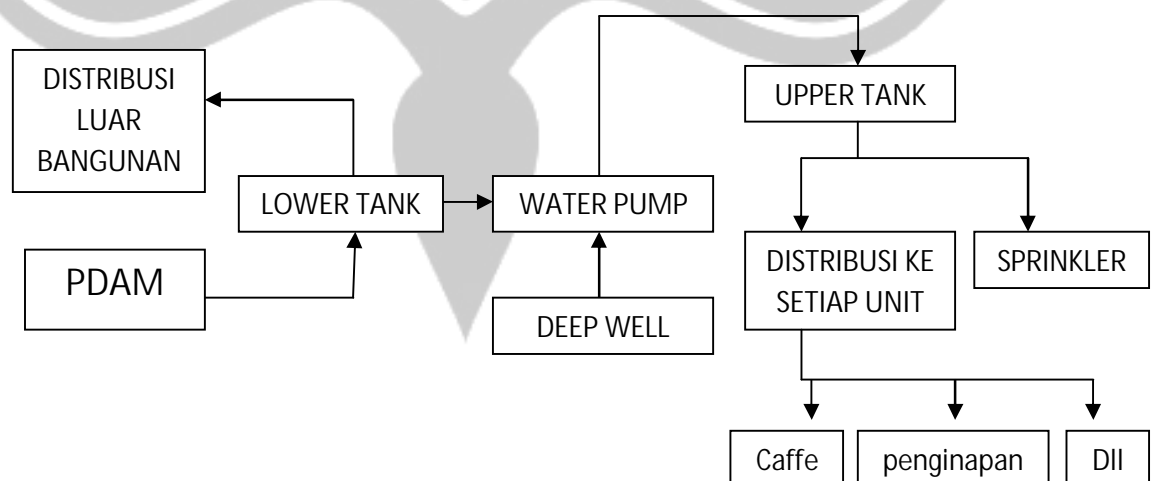 DISTRIBUSI
LUAR
BANGUNAN
UPPER TANK
LOWER TANK
WATER PUMP
PDAM
DISTRIBUSI KE
SETIAP UNIT
SPRINKLER
DEEP WELL
Caffe
penginapan
Dll